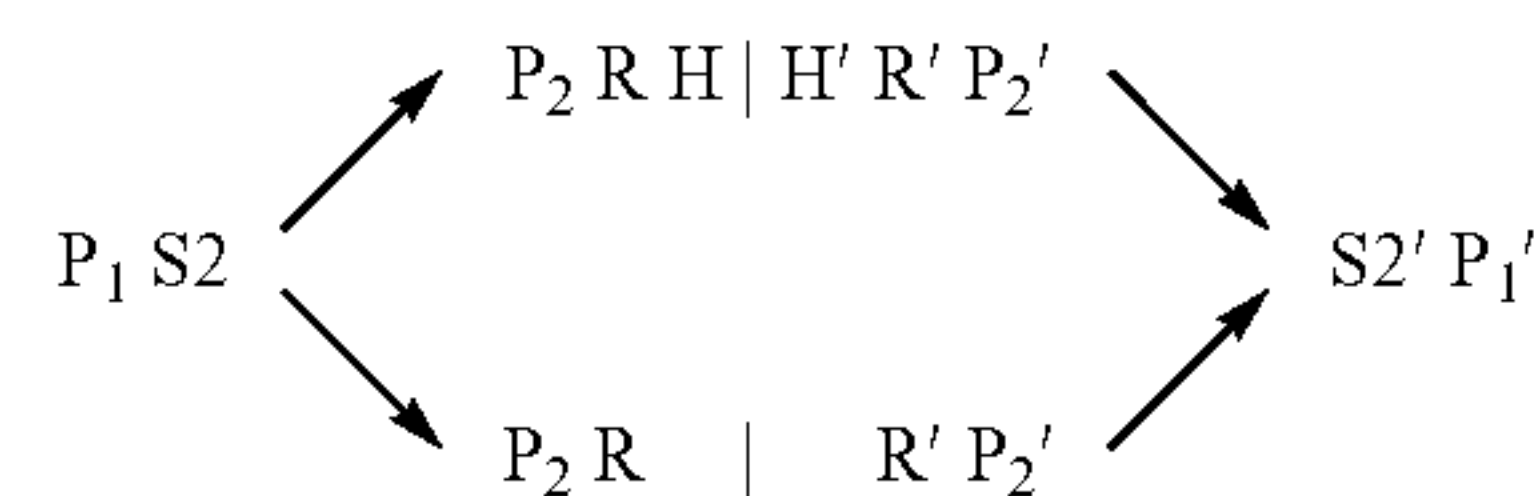 P₂ R H | H′ R′ P₂′
P₁ S2 S2′ P₁′
P₂ R | R′ P₂′